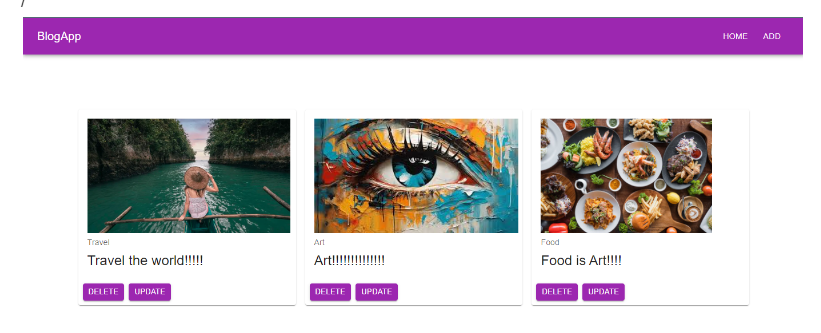 /
BlogApp
HOME ADD
Travel
Travel the world!!!!!
DELETE UPDATE
Art
Art!!!!!!!!!!!!!!
DELETE UPDATE
Food
Food is Art!!!!
DELETE UPDATE